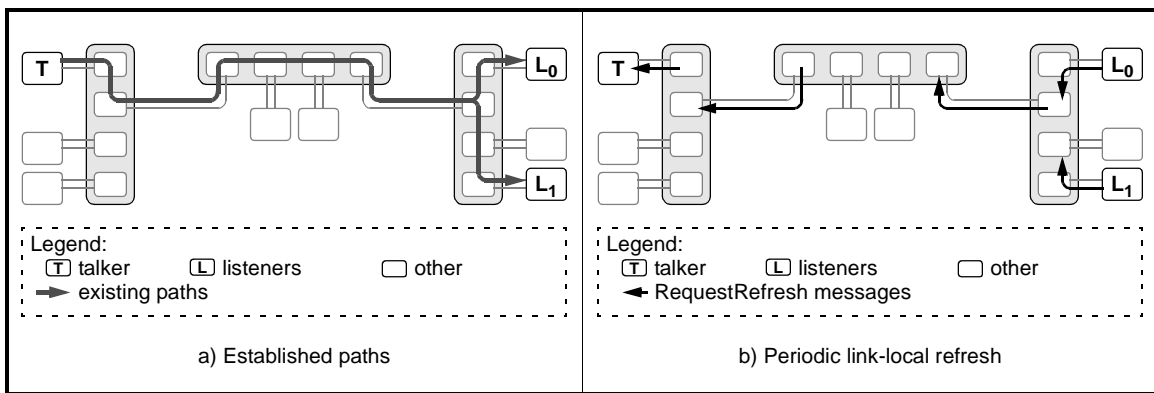 T
L0
L1
Legend:
T talker L listeners other
existing paths
a) Established paths
T
L0
L1
Legend:
T talker L listeners other
RequestRefresh messages
b) Periodic link-local refresh